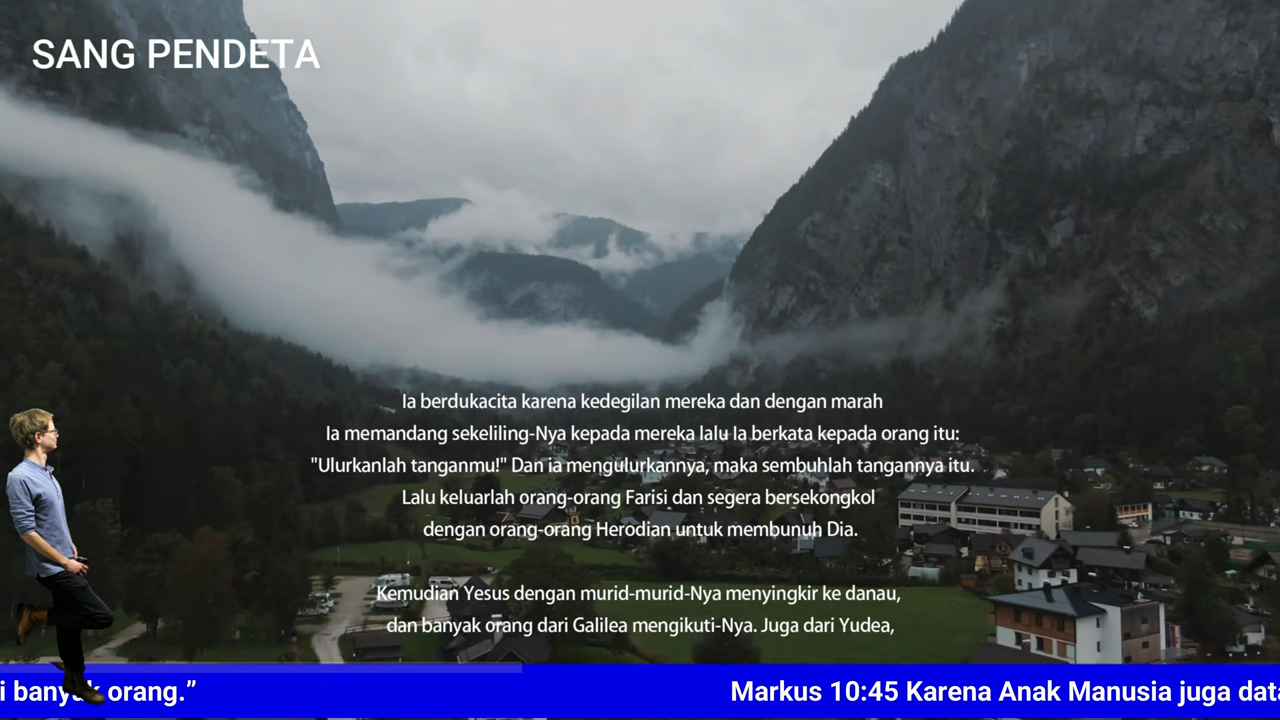 SANG PENDETA
Ia berdukacita karena kedegilan mereka dan dengan marah
Ia memandang sekeliling-Nya kepada mereka lalu Ia berkata kepada orang itu:
"Ulurkanlah tanganmu!" Dan ia mengulurkannya, maka sembuhlah tangannya itu.
Lalu keluarlah orang-orang Farisi dan segera bersekongkol
dengan orang-orang Herodian untuk membunuh Dia.
Kemudian Yesus dengan murid-murid-Nya menyingkir ke danau,
dan banyak orang dari Galilea mengikuti-Nya. Juga dari Yudea,
i banyak orang.” Markus 10:45 Karena Anak Manusia juga data